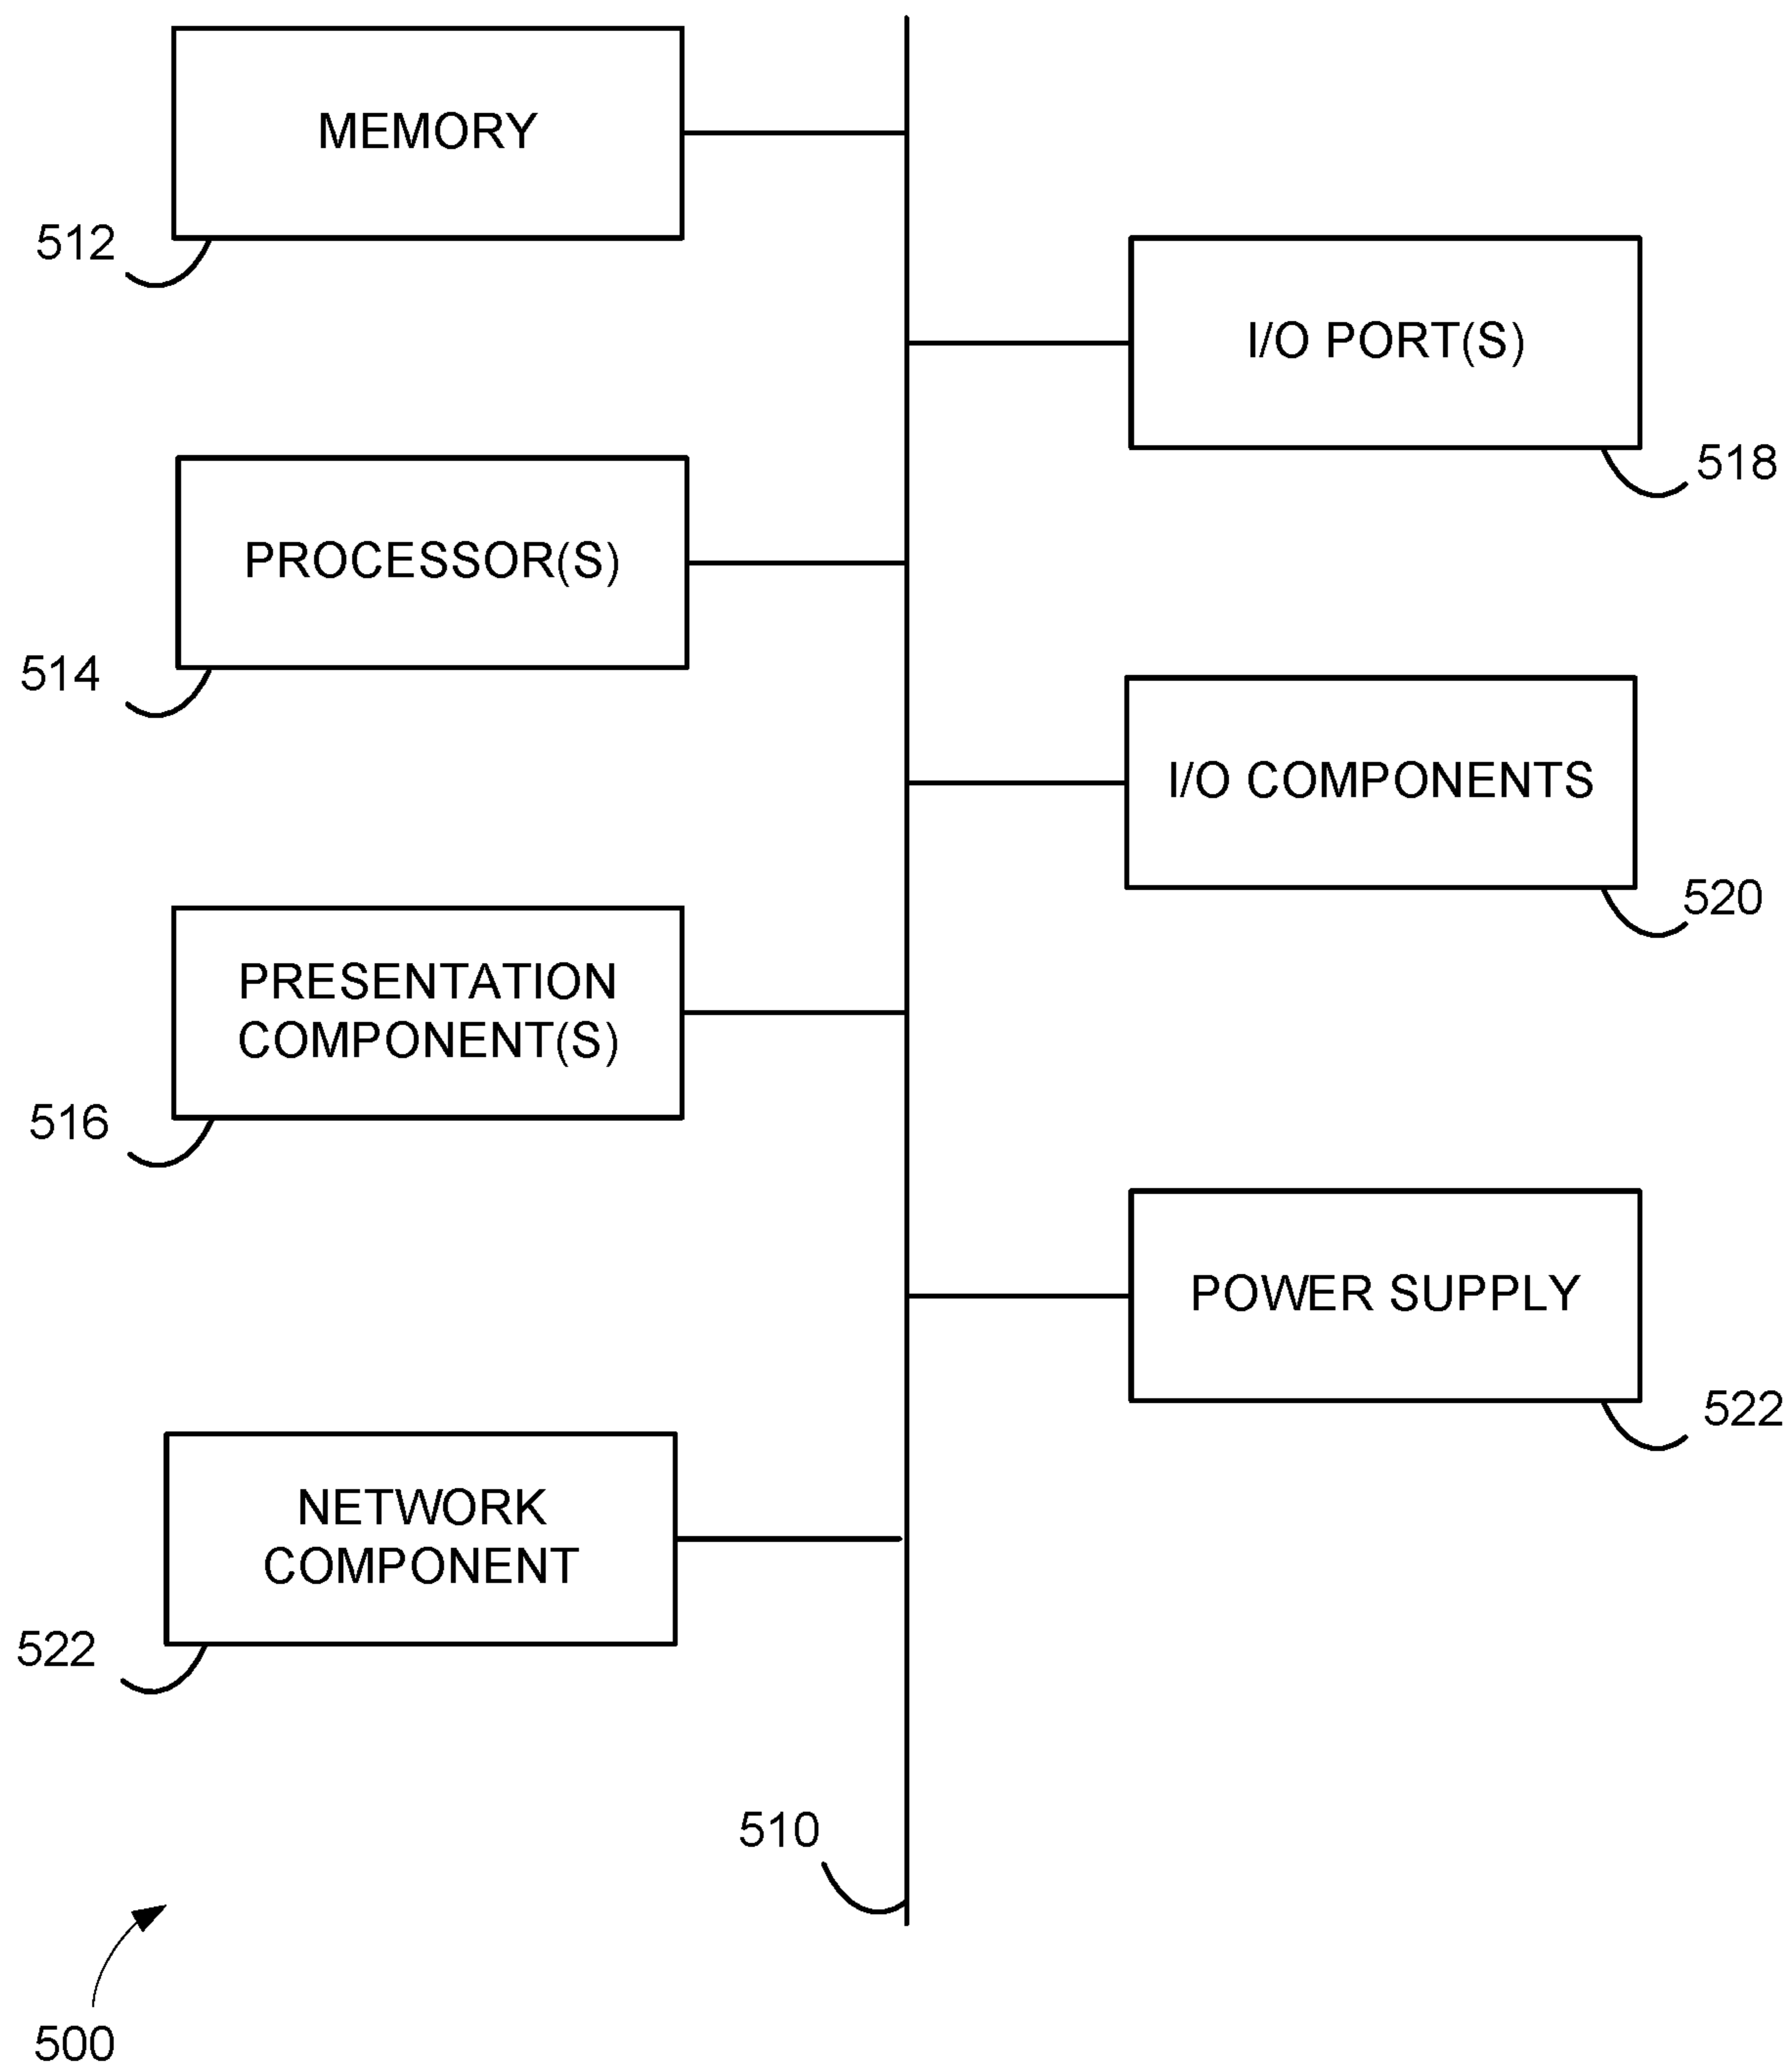 MEMORY
512
I/O PORT(S)
518
PROCESSOR(S)
514
I/O COMPONENTS
520
PRESENTATION
COMPONENT(S)
516
POWER SUPPLY
522
NETWORK
COMPONENT
522
510
500